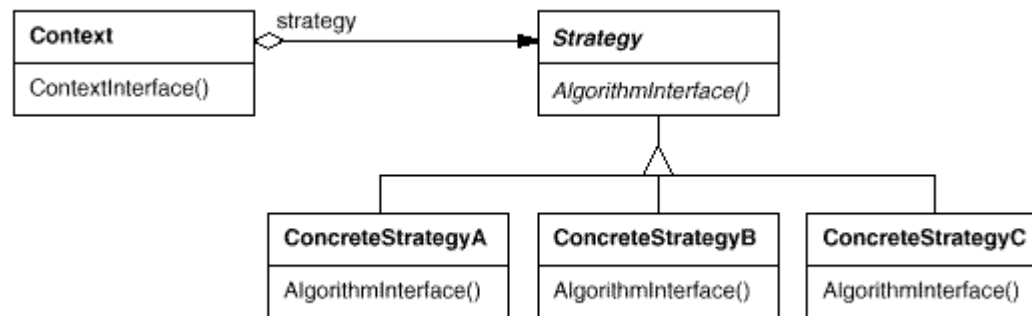 strategy
Context
Strategy
ContextInterface()
AlgorithmInterface()
ConcreteStrategyA
ConcreteStrategyB
ConcreteStrategyC
AlgorithmInterface()
AlgorithmInterface()
AlgorithmInterface()